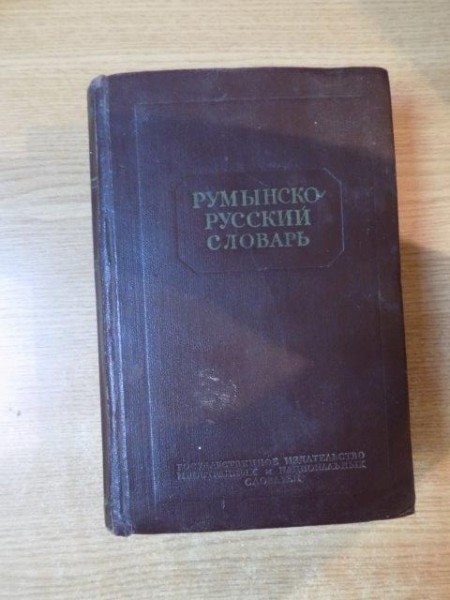 РУМЫНСКО-
РУССКИЙ
СЛОВАРЬ
ГОСУДАРСТВЕННОЕ ИЗДАТЕЛЬСТВО
ИНОСТРАННЫХ И НАЦИОНАЛЬНЫХ
СЛОВАРЕЙ